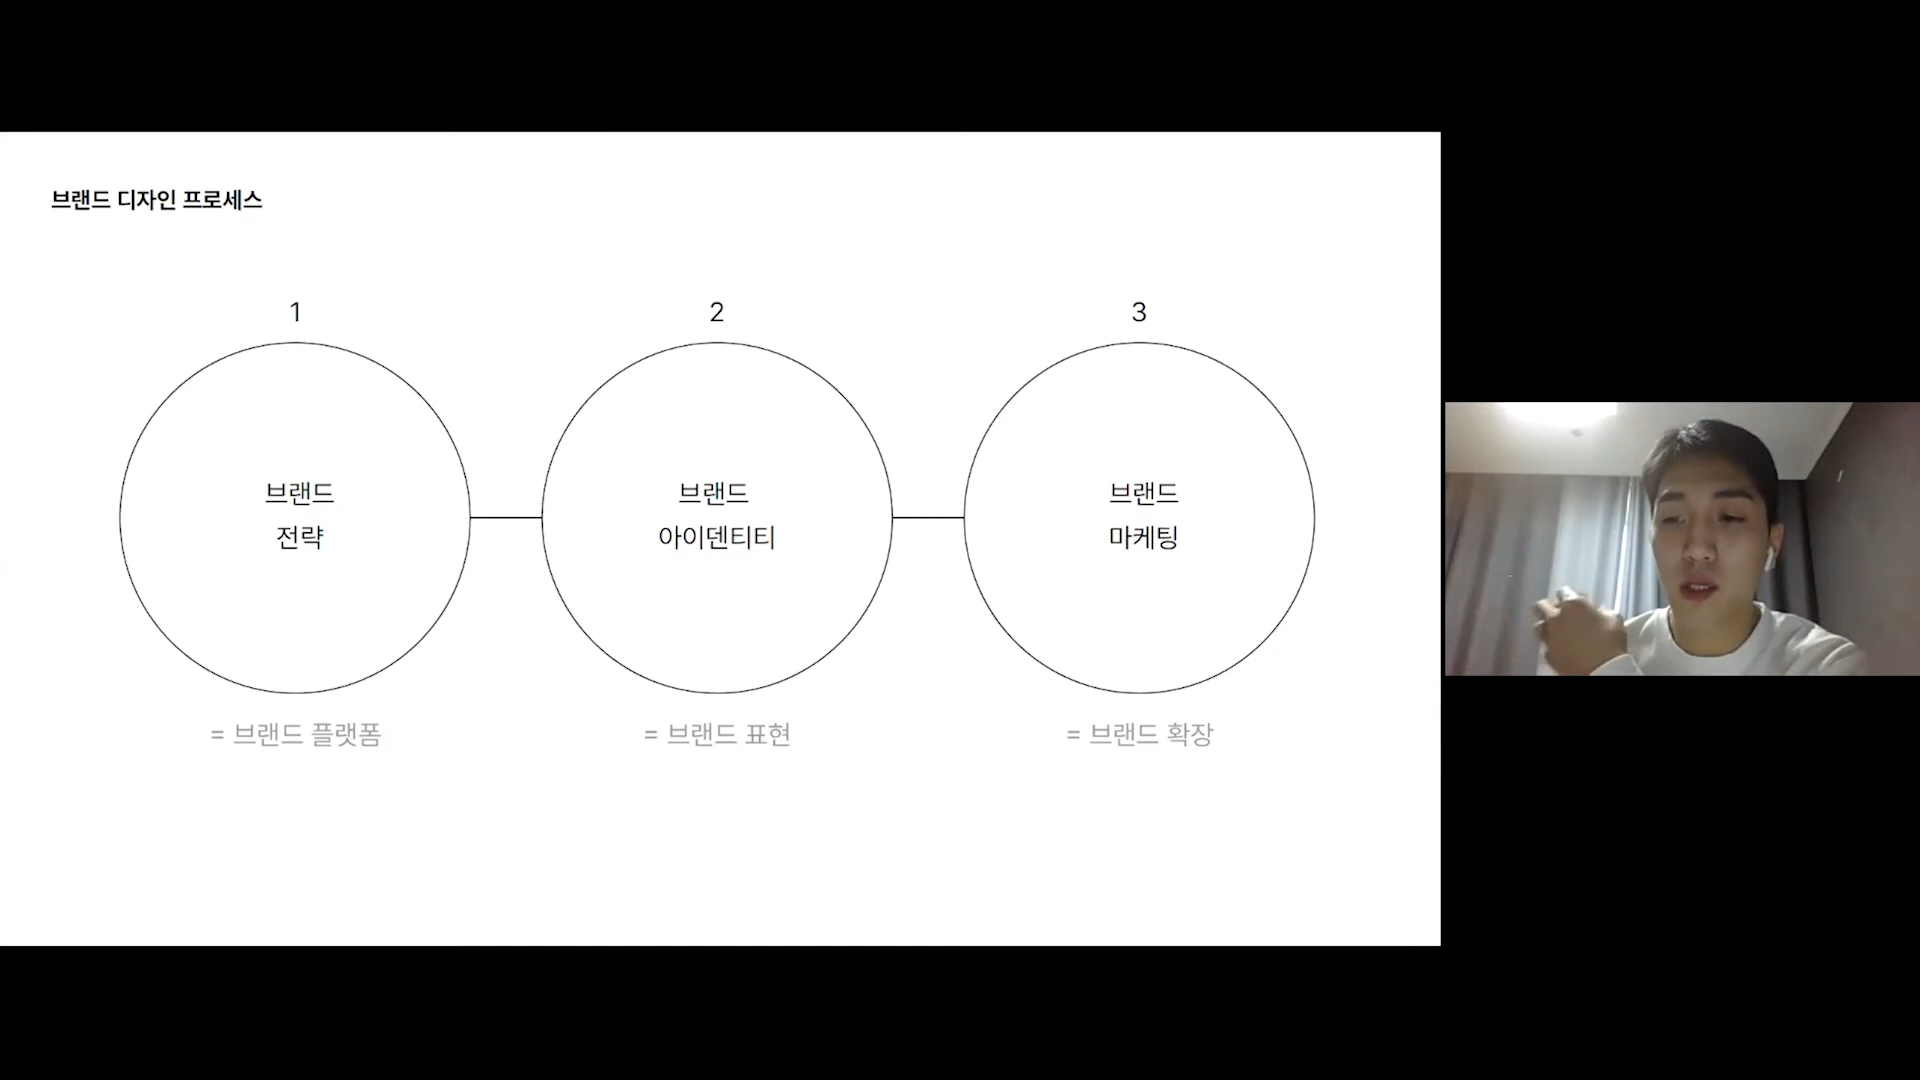 브랜드 디자인 프로세스
1
2
3
브랜드
전략
브랜드
아이덴티티
브랜드
마케팅
= 브랜드 플랫폼
= 브랜드 표현
= 브랜드 확장